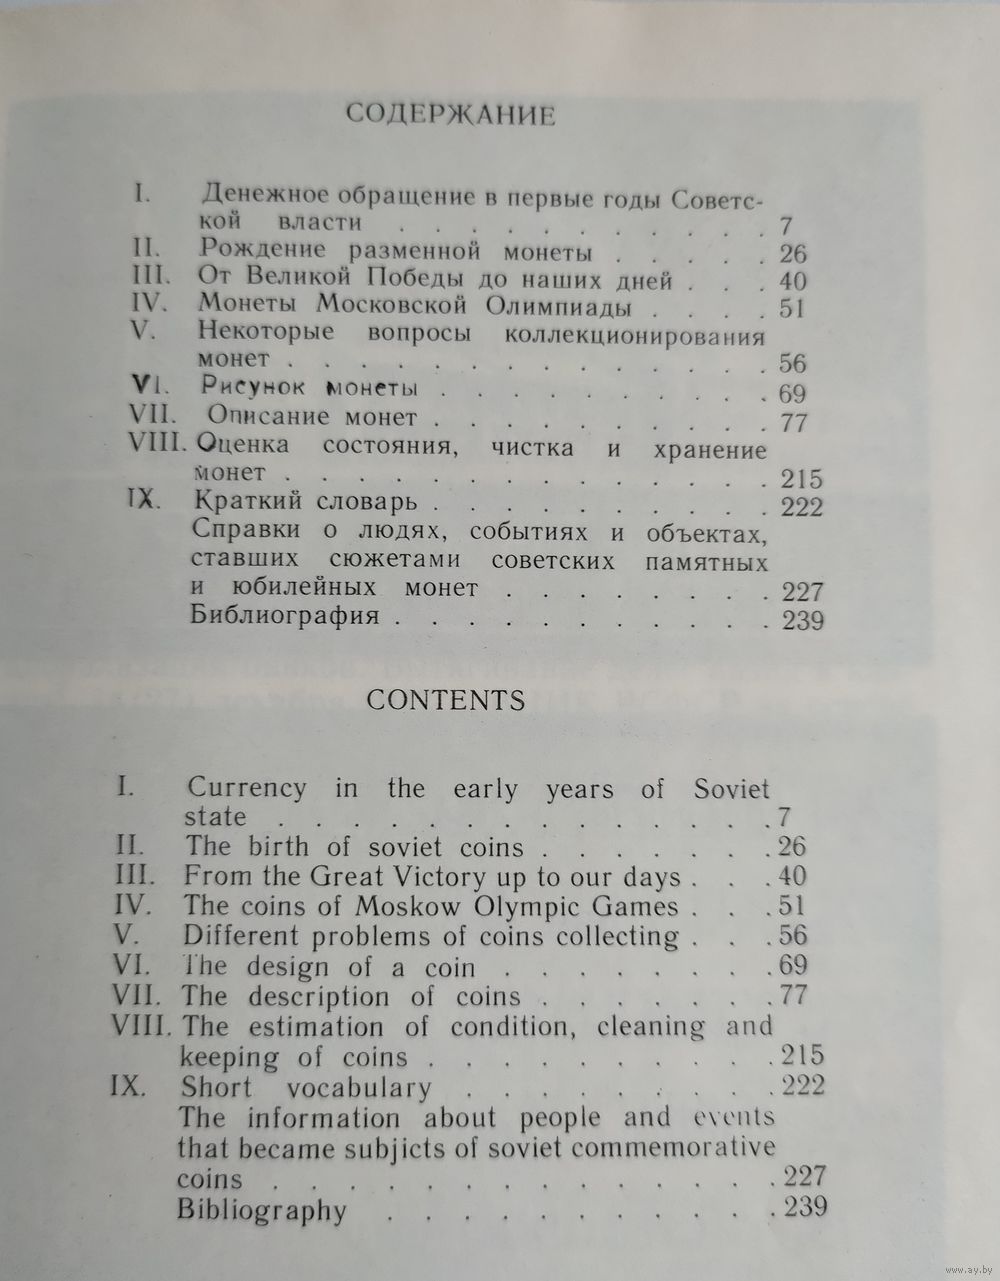 СОДЕРЖАНИЕ
I. Денежное обращение в первые годы Советс-
кой власти . . . . . . . . . . 7
II. Рождение разменной монеты . . . . . 26
III. От Великой Победы до наших дней . . . 40
IV. Монеты Московской Олимпиады . . . . 51
V. Некоторые вопросы коллекционирования
монет . . . . . . . . . . . . . 56
VI. Рисунок монеты . . . . . . . . . 69
VII. Описание монет . . . . . . . . . 77
VIII. Оценка состояния, чистка и хранение
монет . . . . . . . . . . . . . 215
IX. Краткий словарь . . . . . . . . . 222
Справки о людях, событиях и объектах,
ставших сюжетами советских памятных
и юбилейных монет . . . . . . . . 227
Библиография . . . . . . . . . . . 239
CONTENTS
I. Currency in the early years of Soviet
state . . . . . . . . . . . . . . 7
II. The birth of soviet coins . . . . . . . 26
III. From the Great Victory up to our days . . . 40
IV. The coins of Moskow Olympic Games . . . 51
V. Different problems of coins collecting . . . 56
VI. The design of a coin . . . . . . . . 69
VII. The description of coins . . . . . . . 77
VIII. The estimation of condition, cleaning and
keeping of coins . . . . . . . . . . 215
IX. Short vocabulary . . . . . . . . . 222
The information about people and events
that became subjicts of soviet commemorative
coins . . . . . . . . . . . . . . 227
Bibliography . . . . . . . . . . . 239
www.ay.by